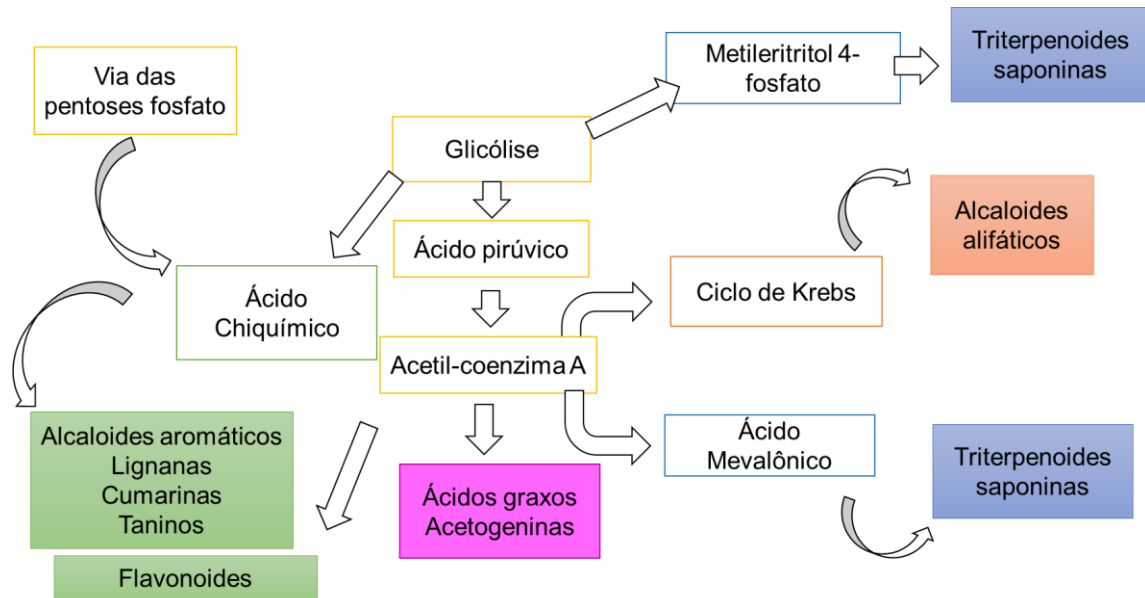 Via das
pentoses fosfato
Metileritritol 4-
fosfato
Triterpenoides
saponinas
Glicólise
Ácido pirúvico
Alcaloides
alifáticos
Ácido
Chiquímico
Ciclo de Krebs
Acetil-coenzima A
Alcaloides aromáticos
Lignanas
Cumarinas
Taninos
Flavonoides
Ácidos graxos
Acetogeninas
Ácido
Mevalônico
Triterpenoides
saponinas